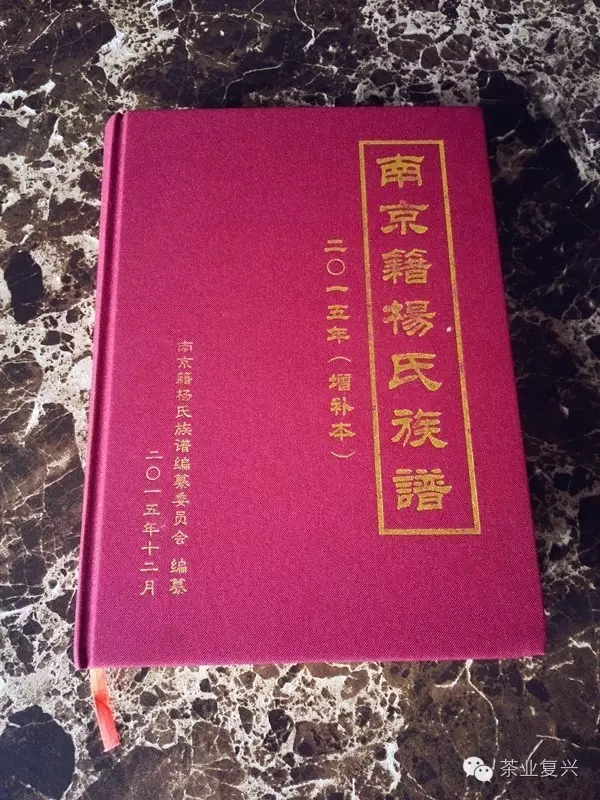 南京籍楊氏族譜
二〇一五年（增补本）
南京籍杨氏族谱编纂委员会 编纂
二〇一五年十二月
茶业复兴